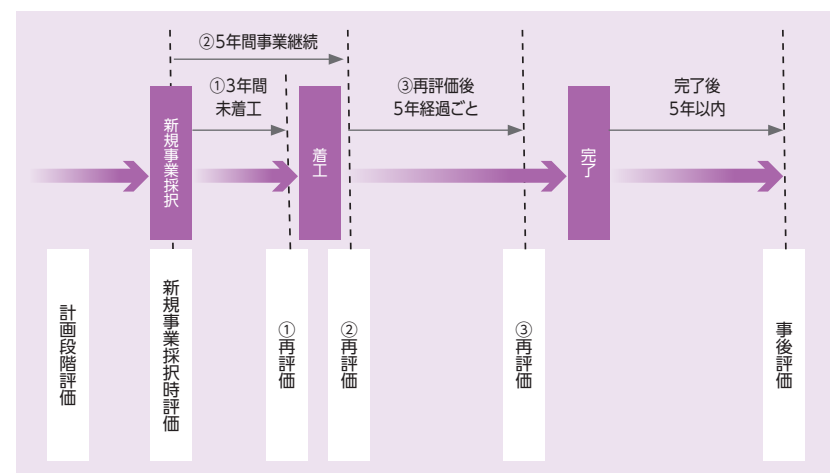 ②5年間事業継続
①3年間
未着工
③再評価後
5年経過ごと
完了後
5年以内
新規事業採択
着工
完了
計画段階評価
新規事業採択時評価
①再評価
②再評価
③再評価
事後評価